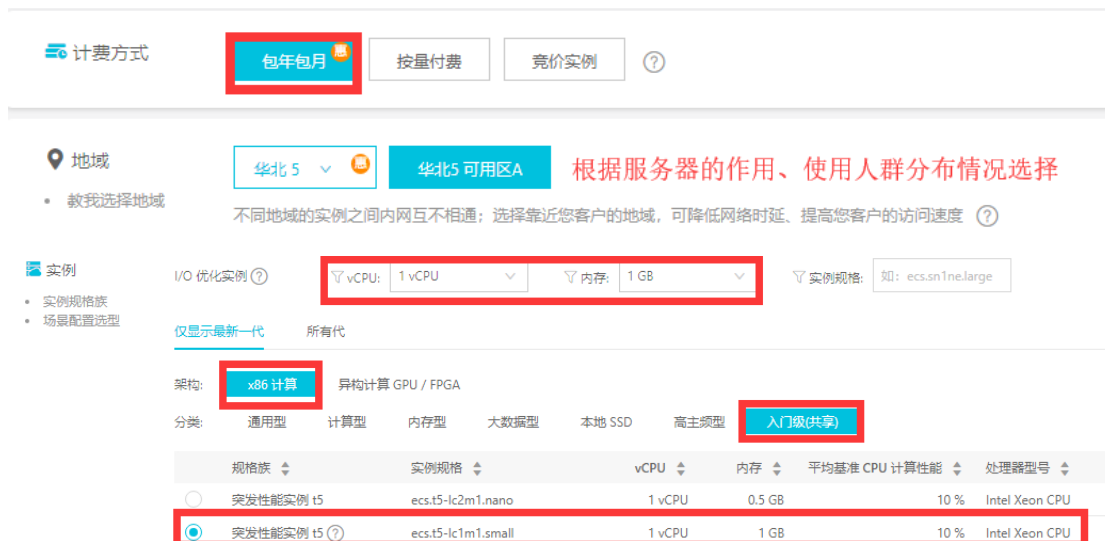 计费方式 包年包月 惠 按量付费 竞价实例 ?
地域 华北 5 惠 华北5 可用区A 根据服务器的作用、使用人群分布情况选择
• 教我选择地域
不同地域的实例之间内网互不相通；选择靠近您客户的地域，可降低网络时延、提高您客户的访问速度 ?
实例 I/O 优化实例 ? vCPU: 1 vCPU 内存: 1 GB 实例规格: 如：ecs.sn1ne.large
• 实例规格族
• 场景配置选型
仅显示最新一代 所有代
架构: x86 计算 异构计算 GPU / FPGA
分类: 通用型 计算型 内存型 大数据型 本地 SSD 高主频型 入门级(共享)
规格族 实例规格 vCPU 内存 平均基准 CPU 计算性能 处理器型号
突发性能实例 t5 ecs.t5-lc2m1.nano 1 vCPU 0.5 GB 10 % Intel Xeon CPU
突发性能实例 t5 ? ecs.t5-lc1m1.small 1 vCPU 1 GB 10 % Intel Xeon CPU